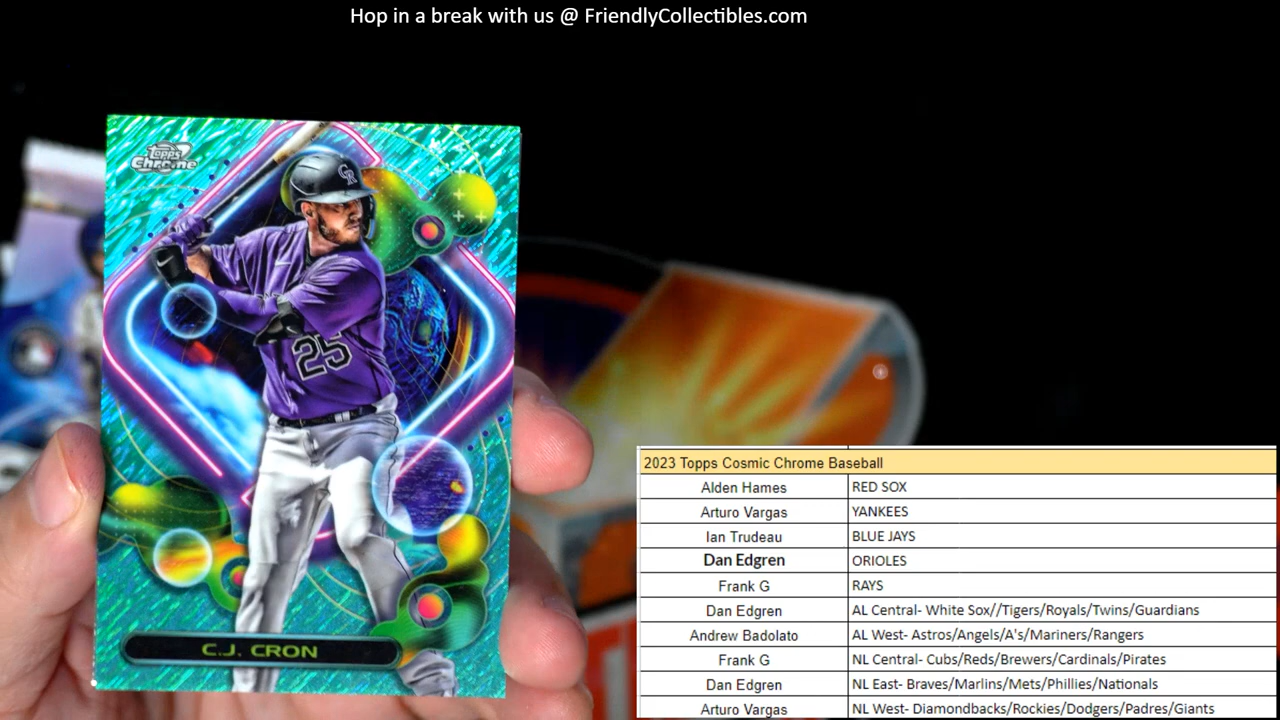 Hop in a break with us @ FriendlyCollectibles.com
Topps
Chrome
CR
25
C.J. CRON
2023 Topps Cosmic Chrome Baseball
Alden Hames RED SOX
Arturo Vargas YANKEES
Ian Trudeau BLUE JAYS
Dan Edgren ORIOLES
Frank G RAYS
Dan Edgren AL Central- White Sox//Tigers/Royals/Twins/Guardians
Andrew Badolato AL West- Astros/Angels/A's/Mariners/Rangers
Frank G NL Central- Cubs/Reds/Brewers/Cardinals/Pirates
Dan Edgren NL East- Braves/Marlins/Mets/Phillies/Nationals
Arturo Vargas NL West- Diamondbacks/Rockies/Dodgers/Padres/Giants